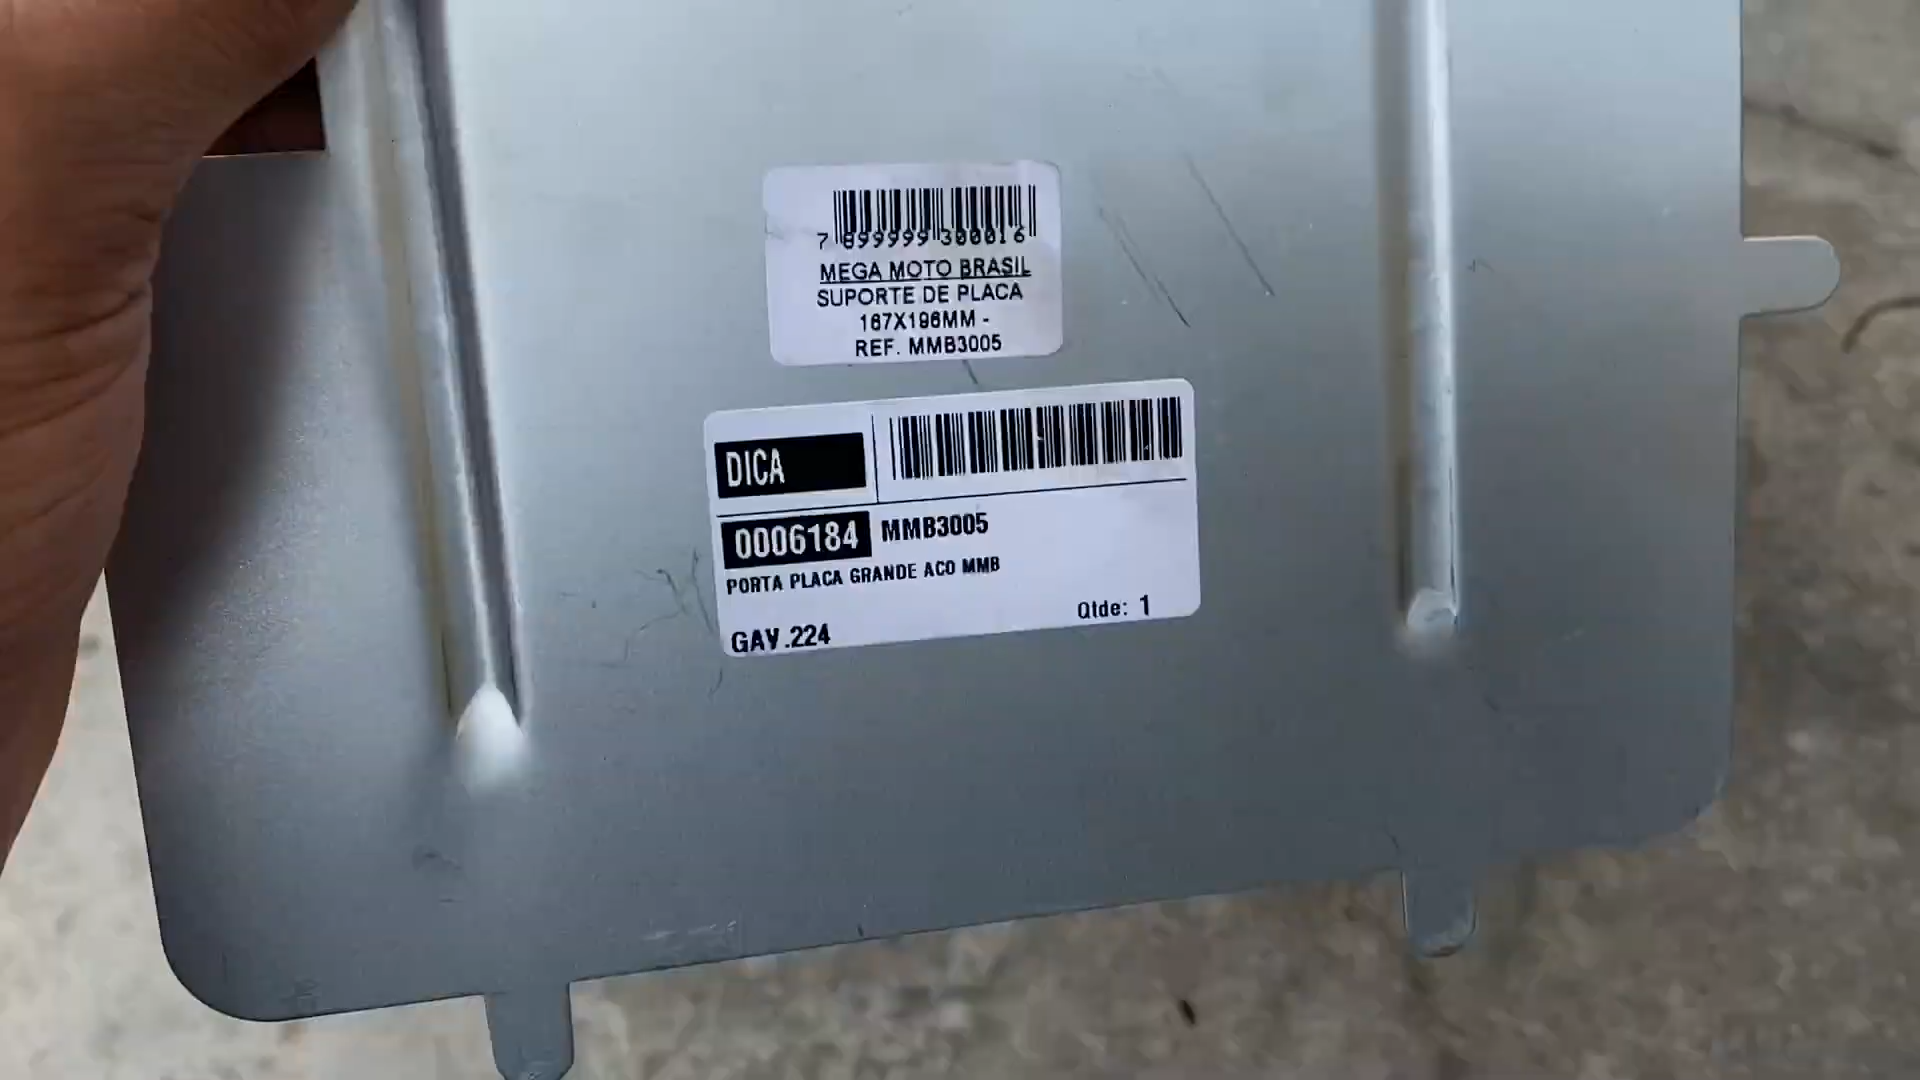 7 899999 300016
MEGA MOTO BRASIL
SUPORTE DE PLACA
167X196MM -
REF. MMB3005
DICA
0006184 MMB3005
PORTA PLACA GRANDE ACO MMB
Qtde: 1
GAV.224